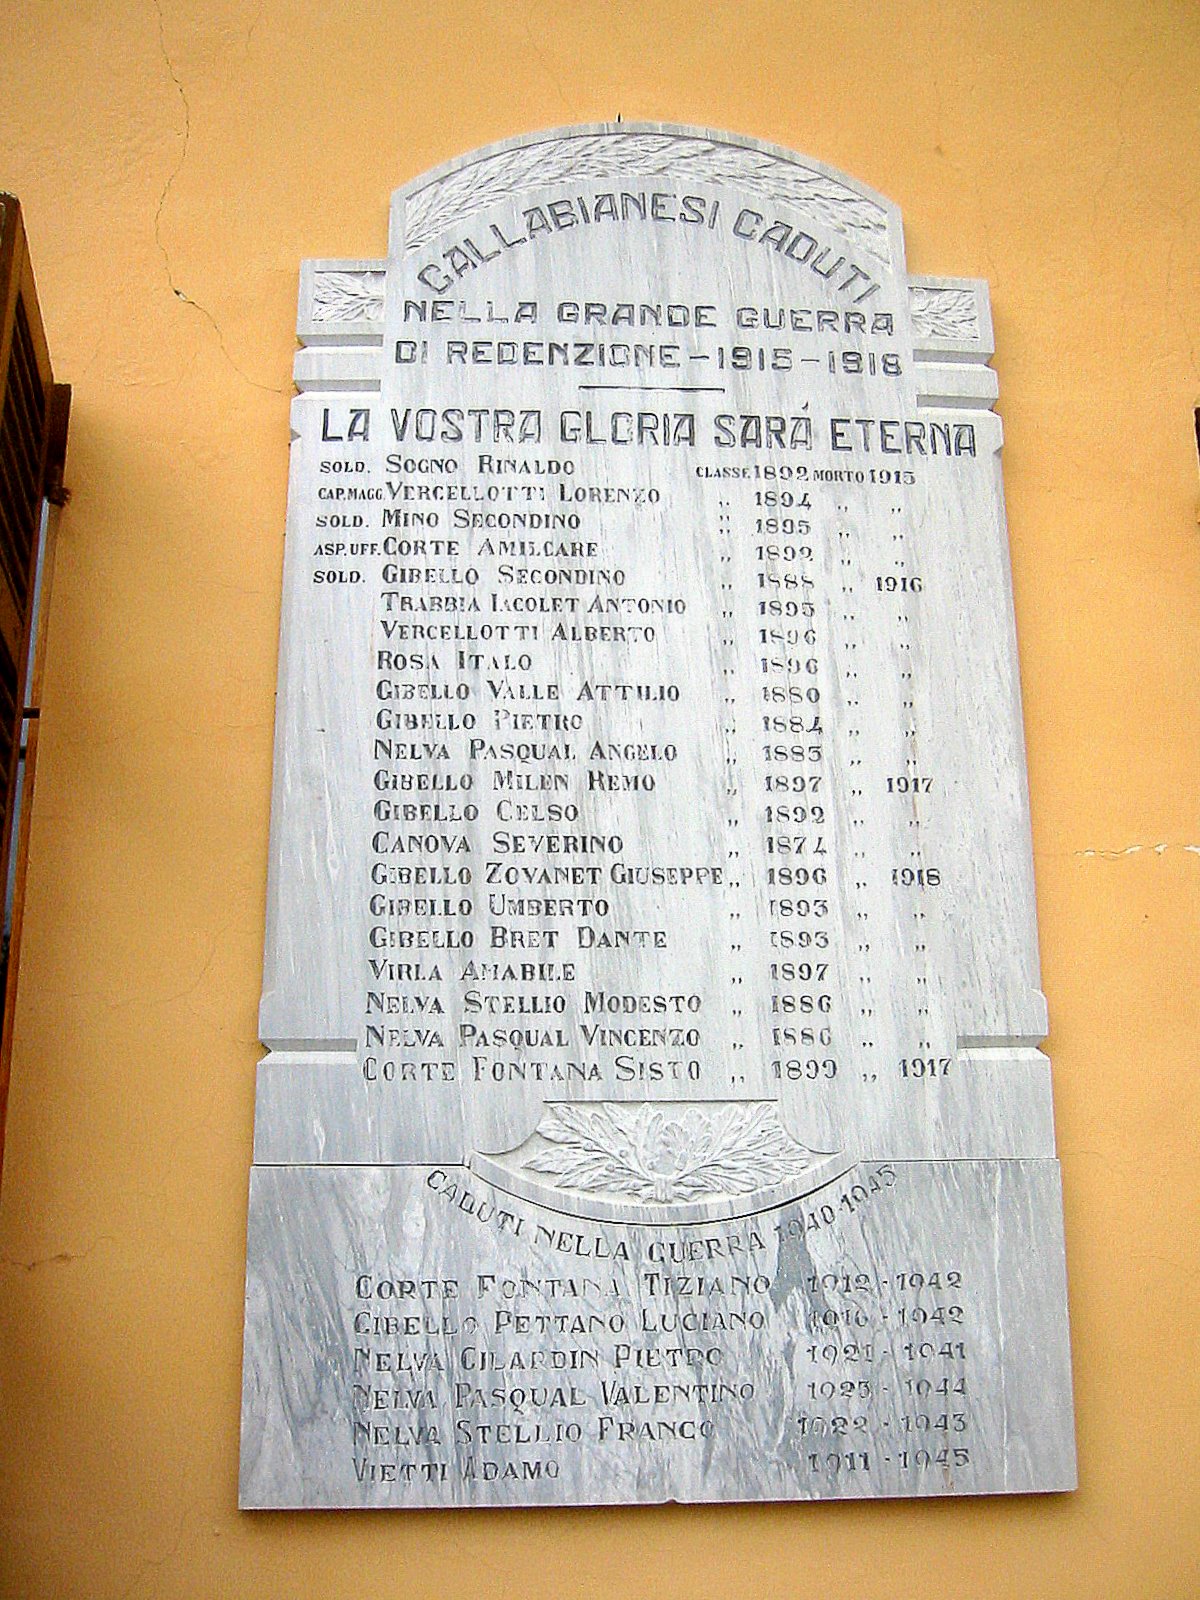 CALLABIANESI CADUTI
NELLA GRANDE GUERRA
DI REDENZIONE-1915-1918
LA VOSTRA GLORIA SARÁ ETERNA
SOLD. SOGNO RINALDO CLASSE.1892 MORTO 1915
CAP.MAGG. VERCELLOTTI LORENZO „ 1894 „ „
SOLD. MINO SECONDINO „ 1895 „ „
ASP.UFF. CORTE AMILCARE „ 1892 „ „
SOLD. GIBELLO SECONDINO „ 1888 „ 1916
TRABBIA IACOLET ANTONIO „ 1895 „ „
VERCELLOTTI ALBERTO „ 1896 „ „
ROSA ITALO „ 1896 „ „
GIBELLO VALLE ATTILIO „ 1880 „ „
GIBELLO PIETRO „ 1884 „ „
NELVA PASQUAL ANGELO „ 1883 „ „
GIBELLO MILEN REMO „ 1897 „ 1917
GIBELLO CELSO „ 1892 „ „
CANOVA SEVERINO „ 1874 „ „
GIBELLO ZOVANET GIUSEPPE „ 1896 „ 1918
GIBELLO UMBERTO „ 1893 „ „
GIBELLO BRET DANTE „ 1893 „ „
VIRLA AMABILE „ 1897 „ „
NELVA STELLIO MODESTO „ 1886 „ „
NELVA PASQUAL VINCENZO „ 1886 „ „
CORTE FONTANA SISTO „ 1899 „ 1917
CADUTI NELLA GUERRA 1940-1945
CORTE FONTANA TIZIANO 1912-1942
GIBELLO PETTANO LUCIANO 1916-1942
NELVA GILARDIN PIETRO 1921-1941
NELVA PASQUAL VALENTINO 1923-1944
NELVA STELLIO FRANCO 1922-1943
VIETTI ADAMO 1911-1945